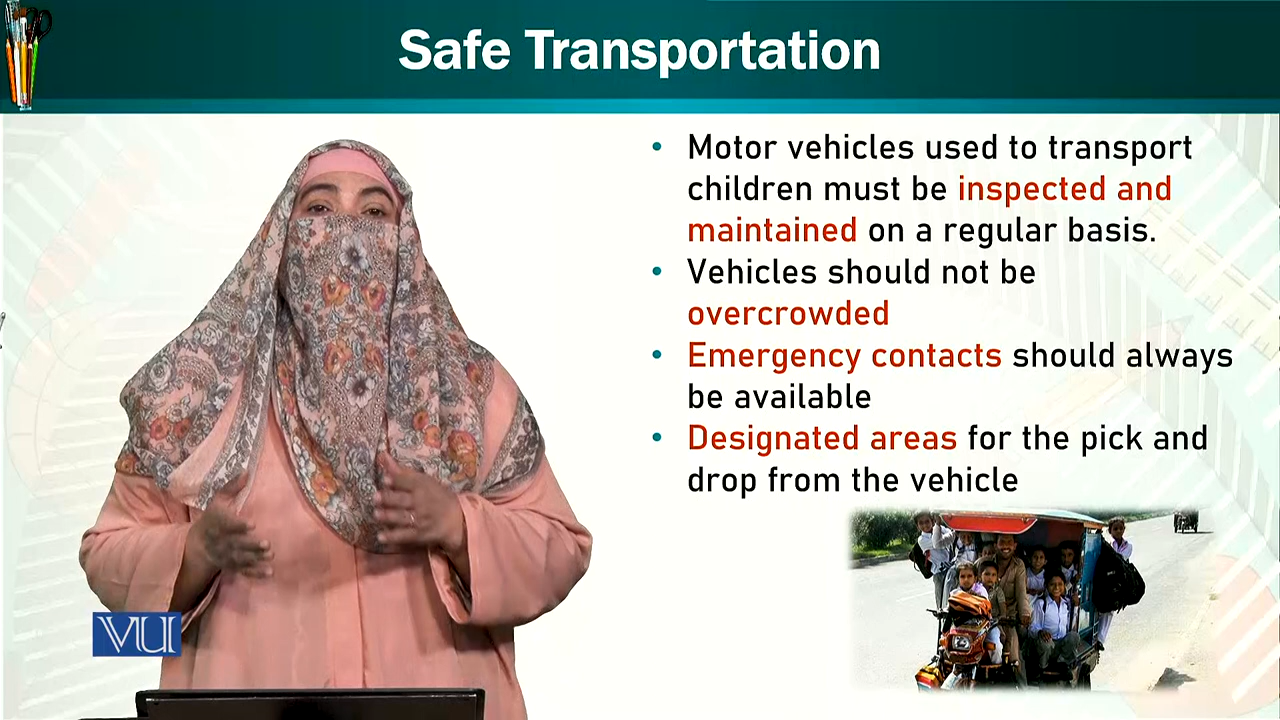 Safe Transportation
• Motor vehicles used to transport
children must be inspected and
maintained on a regular basis.
• Vehicles should not be
overcrowded
• Emergency contacts should always
be available
• Designated areas for the pick and
drop from the vehicle
VU